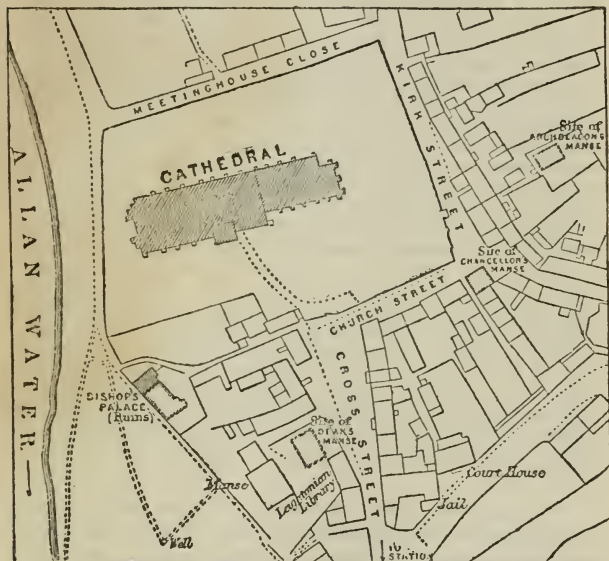 MEETINGHOUSE CLOSE
KIRK STREET
CATHEDRAL
Site of
ARCHDEACONS
MANSE
ALLAN WATER
Site of
CHANCELLORS
MANSE
CHURCH STREET
CROSS STREET
BISHOPS
PALACE
(Ruins)
Site of
DEANS
MANSE
Manse
Library
Court House
Jail
Well
TO
STATION